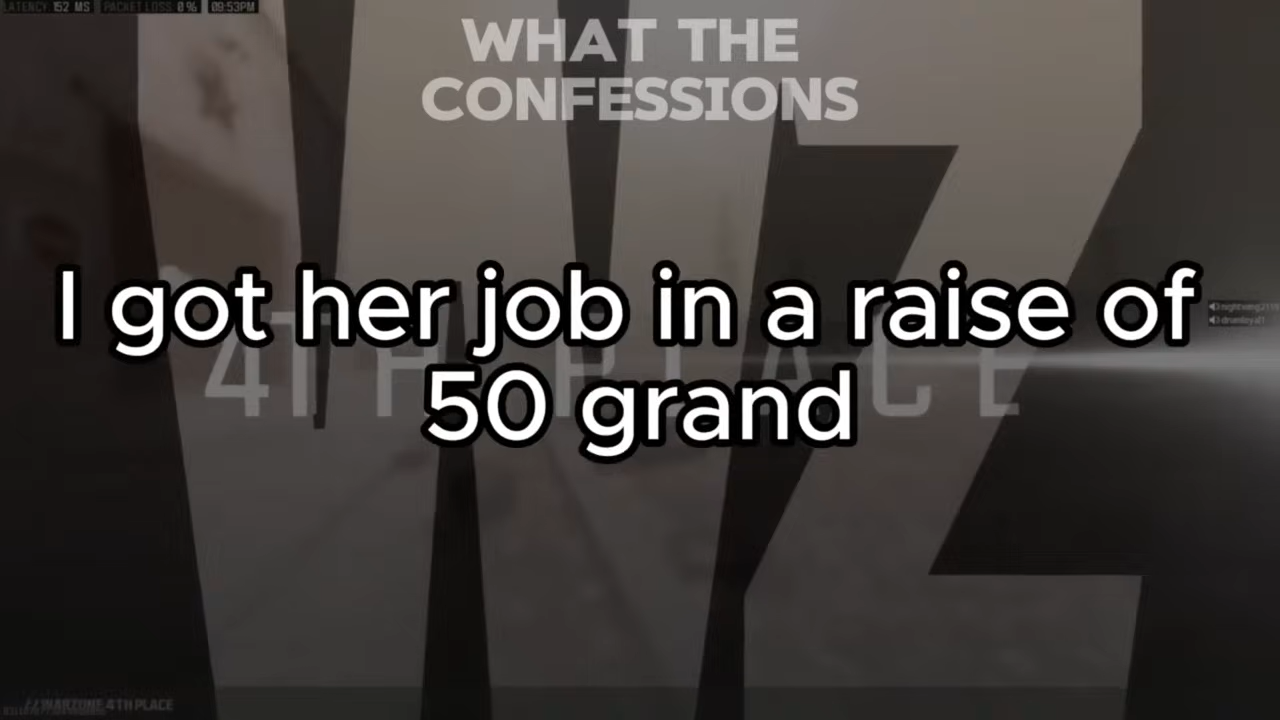 LATENCY 152 MS PACKET LOSS 0 % 09:53PM
WHAT THE
CONFESSIONS
WZ
I got her job in a raise of
50 grand
4TH PLACE
WARZONE 4TH PLACE